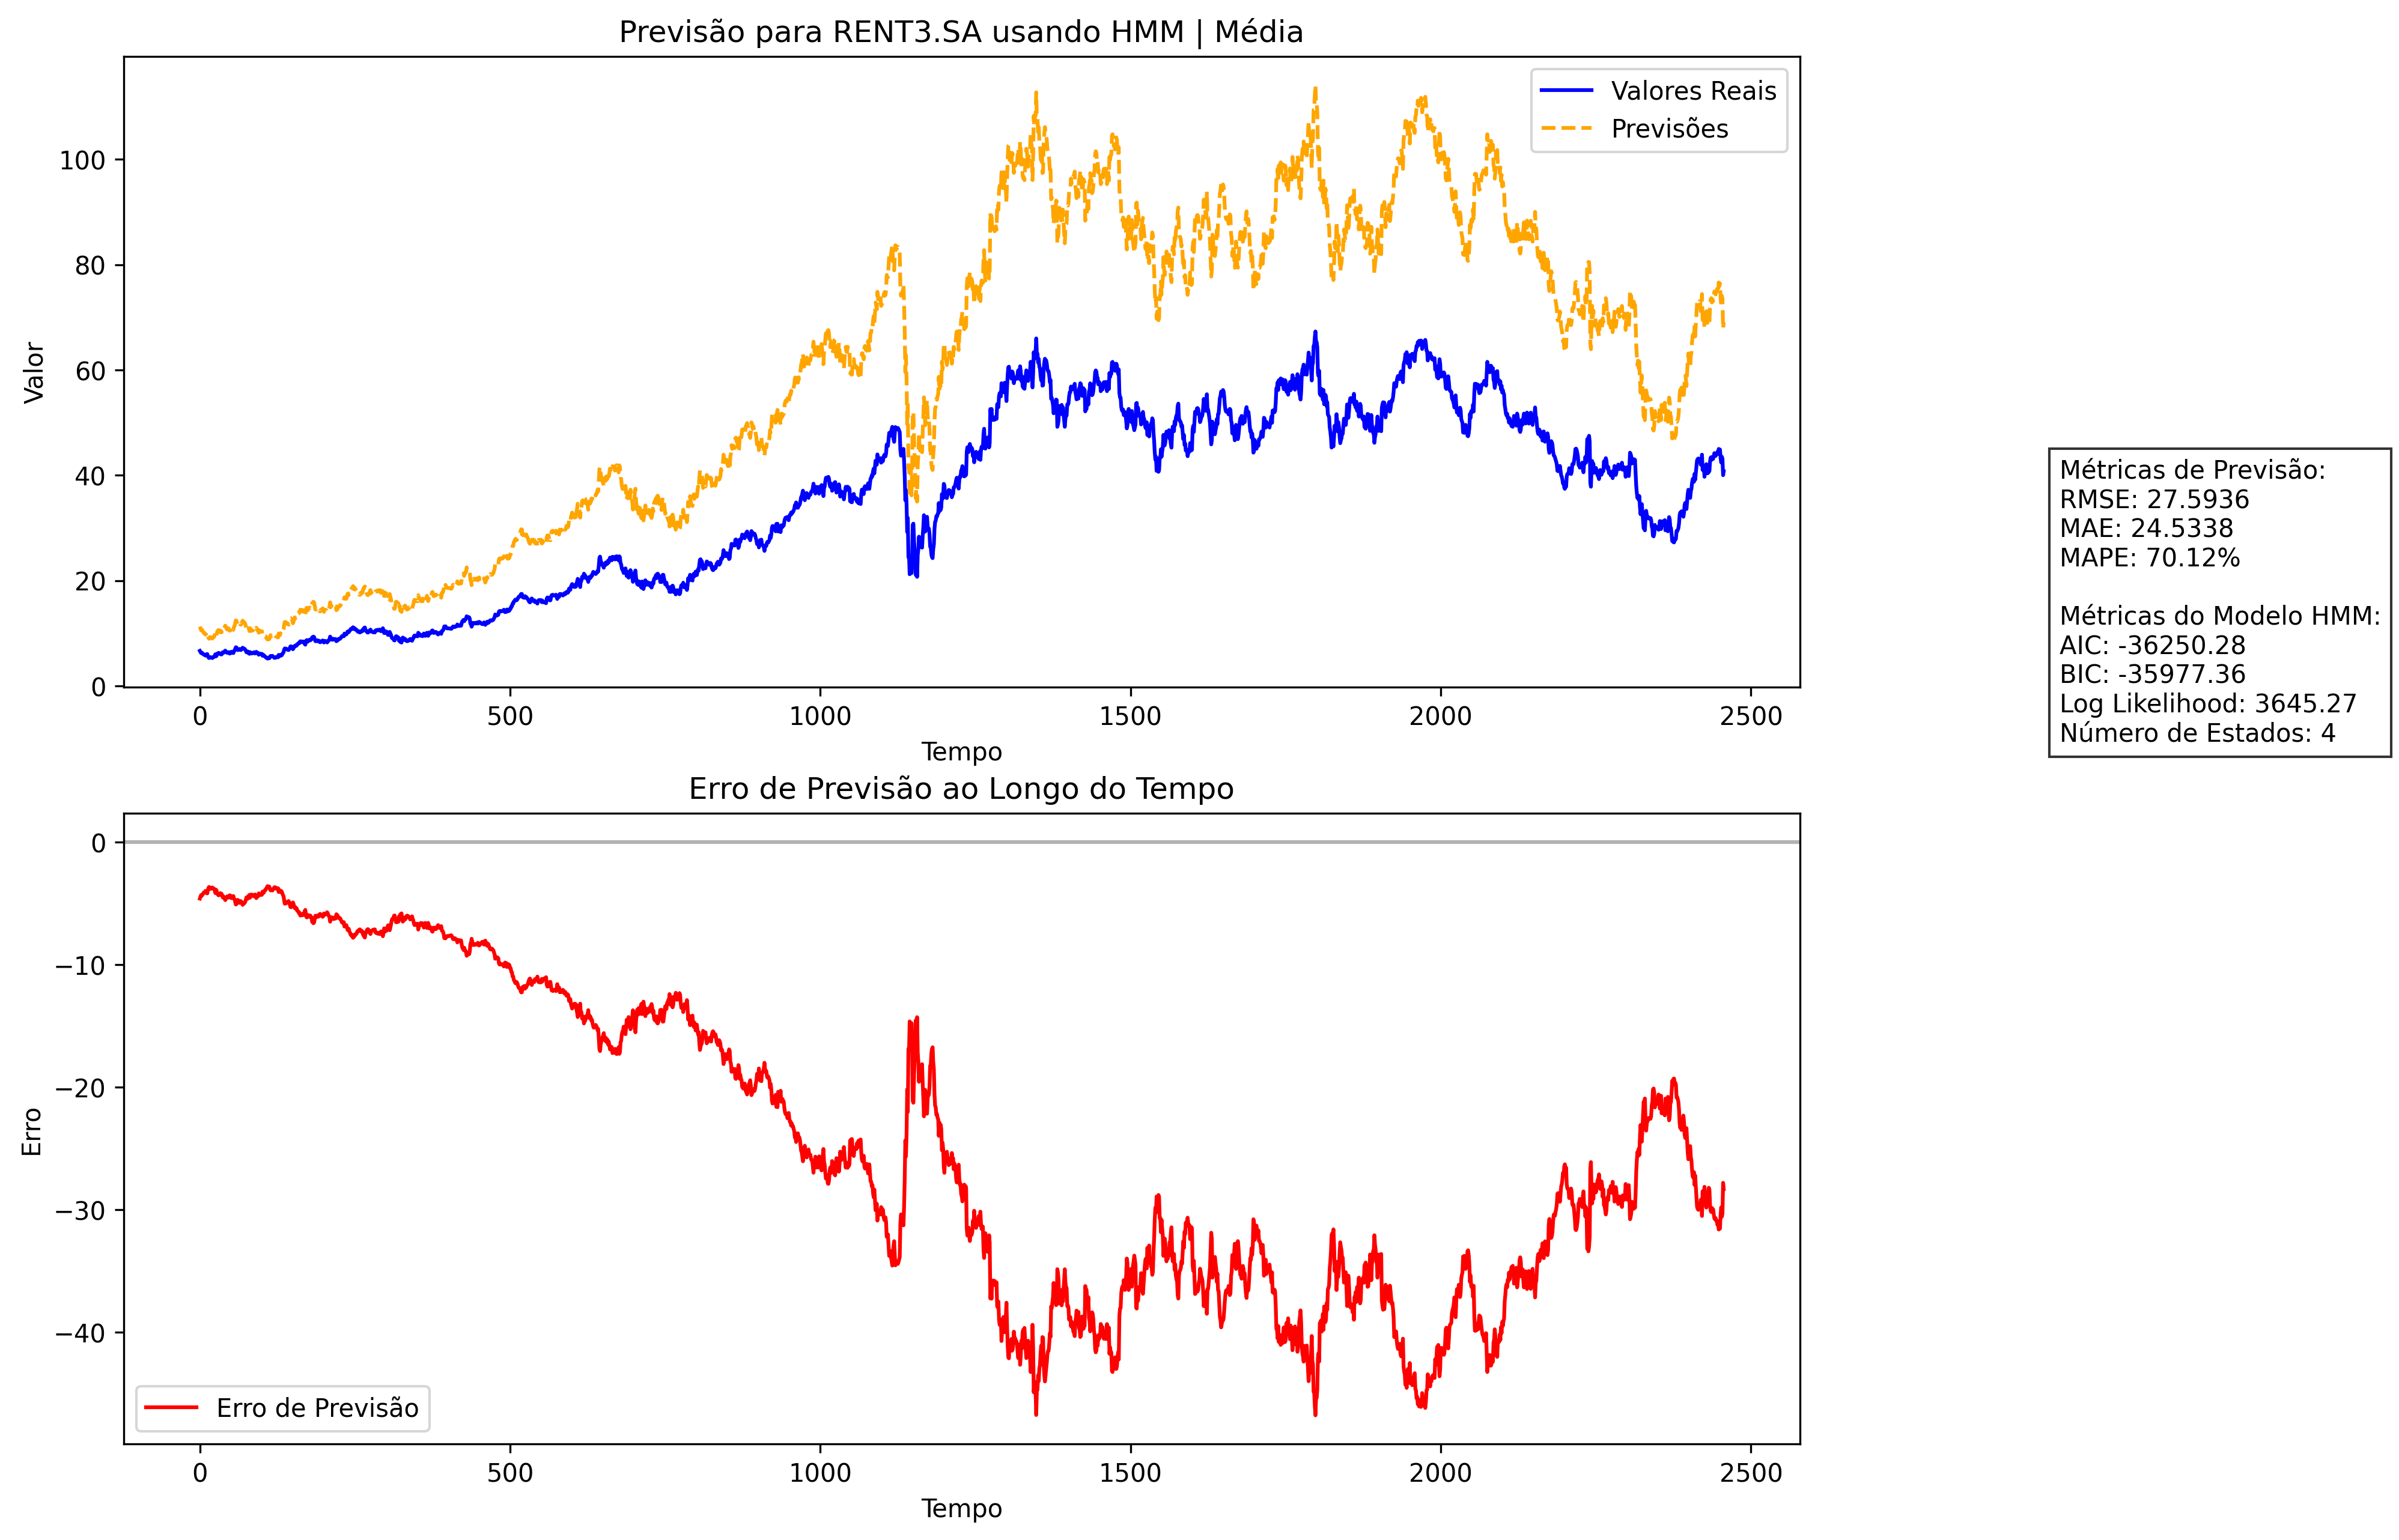 Previsão para RENT3.SA usando HMM | Média
Valores Reais
Previsões
Valor
100
80
60
40
20
0
0 500 1000 1500 2000 2500
Tempo
Métricas de Previsão:
RMSE: 27.5936
MAE: 24.5338
MAPE: 70.12%
Métricas do Modelo HMM:
AIC: -36250.28
BIC: -35977.36
Log Likelihood: 3645.27
Número de Estados: 4
Erro de Previsão ao Longo do Tempo
Erro
0
−10
−20
−30
−40
Erro de Previsão
0 500 1000 1500 2000 2500
Tempo